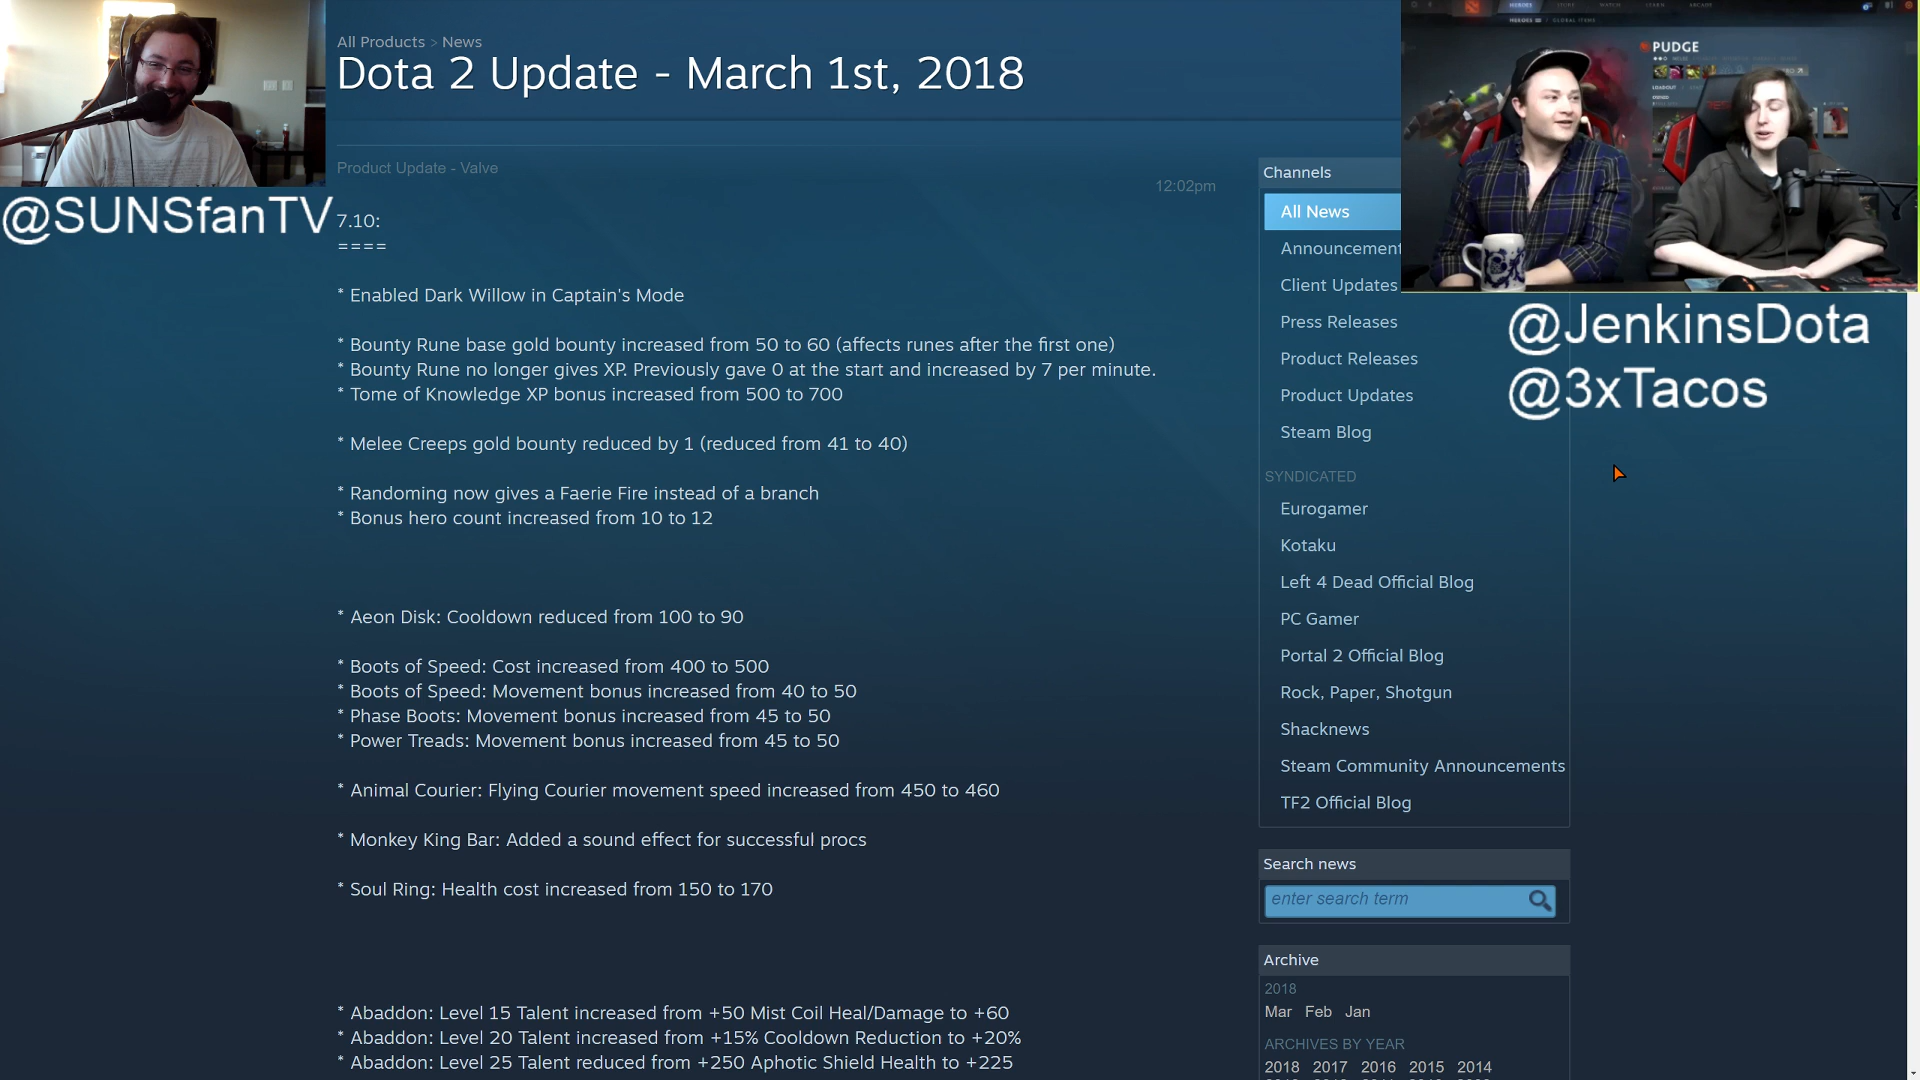 All Products > News
Dota 2 Update - March 1st, 2018
Product Update - Valve
12:02pm
@SUNSfanTV
7.10:
====
* Enabled Dark Willow in Captain's Mode
* Bounty Rune base gold bounty increased from 50 to 60 (affects runes after the first one)
* Bounty Rune no longer gives XP. Previously gave 0 at the start and increased by 7 per minute.
* Tome of Knowledge XP bonus increased from 500 to 700
* Melee Creeps gold bounty reduced by 1 (reduced from 41 to 40)
* Randoming now gives a Faerie Fire instead of a branch
* Bonus hero count increased from 10 to 12
* Aeon Disk: Cooldown reduced from 100 to 90
* Boots of Speed: Cost increased from 400 to 500
* Boots of Speed: Movement bonus increased from 40 to 50
* Phase Boots: Movement bonus increased from 45 to 50
* Power Treads: Movement bonus increased from 45 to 50
* Animal Courier: Flying Courier movement speed increased from 450 to 460
* Monkey King Bar: Added a sound effect for successful procs
* Soul Ring: Health cost increased from 150 to 170
* Abaddon: Level 15 Talent increased from +50 Mist Coil Heal/Damage to +60
* Abaddon: Level 20 Talent increased from +15% Cooldown Reduction to +20%
* Abaddon: Level 25 Talent reduced from +250 Aphotic Shield Health to +225
Channels
All News
Announcement
Client Updates
Press Releases
Product Releases
Product Updates
Steam Blog
SYNDICATED
Eurogamer
Kotaku
Left 4 Dead Official Blog
PC Gamer
Portal 2 Official Blog
Rock, Paper, Shotgun
Shacknews
Steam Community Announcements
TF2 Official Blog
Search news
enter search term
Archive
2018
Mar Feb Jan
ARCHIVES BY YEAR
2018 2017 2016 2015 2014
HEROES
GLOBAL ITEMS
PUDGE
LOADOUT
@JenkinsDota
@3xTacos